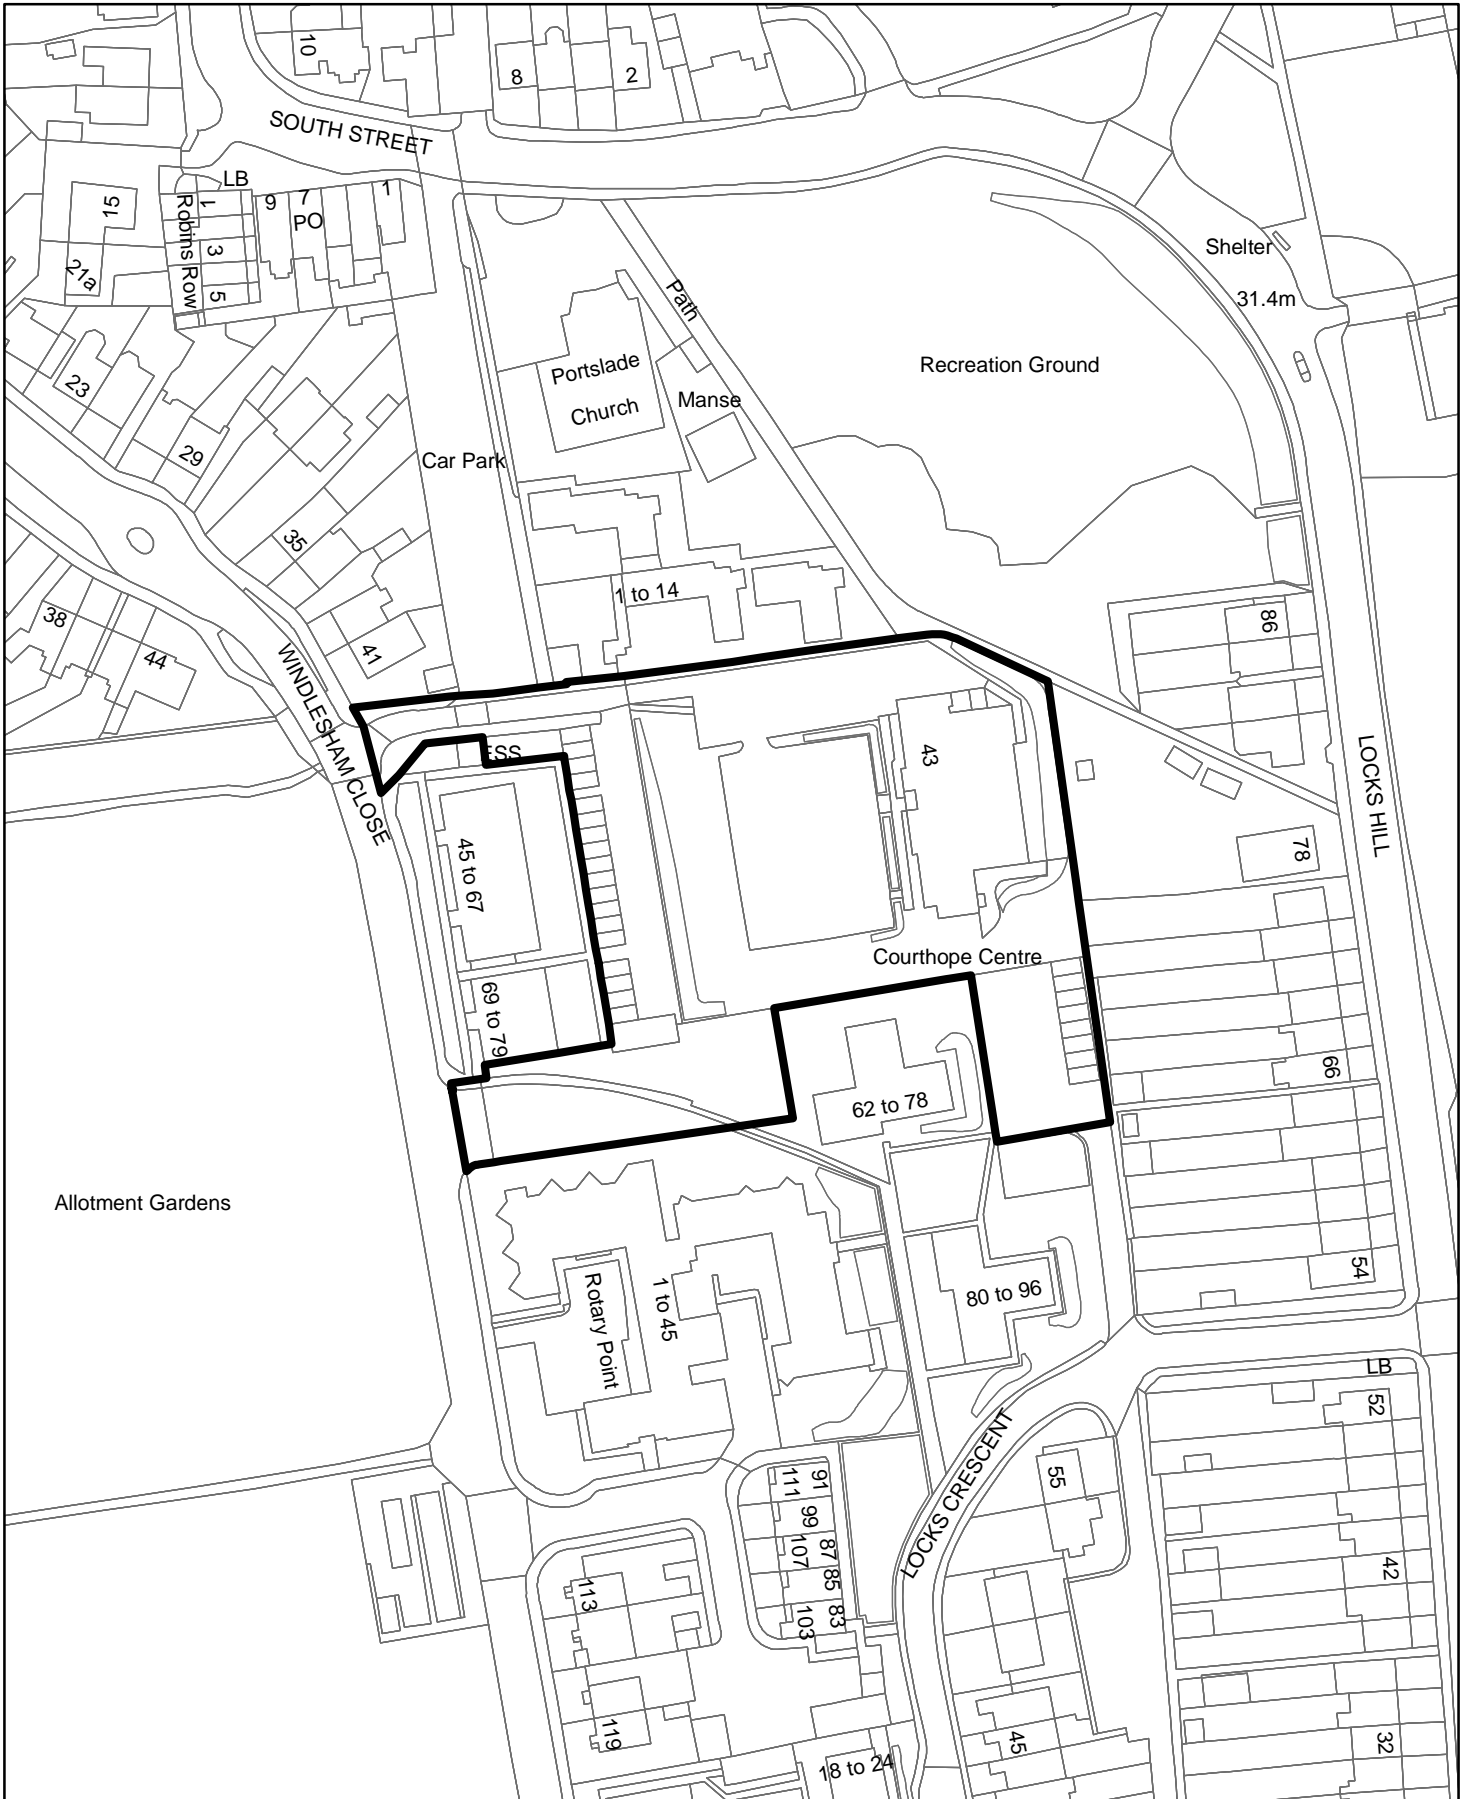 10
8
2
SOUTH STREET
LB
15
21a
Robins Row
1
3
5
9
7
PO
1
Shelter
31.4m
Path
Recreation Ground
Portslade
Church
Manse
23
29
Car Park
35
1 to 14
38
44
41
86
WINDLESHAM CLOSE
ESS
43
LOCKS HILL
78
45 to 67
Courthope Centre
69 to 79
66
62 to 78
Allotment Gardens
54
80 to 96
Rotary Point
1 to 45
LB
52
LOCKS CRESCENT
55
91
111
99
87
107
85
83
103
42
113
119
45
32
18 to 24